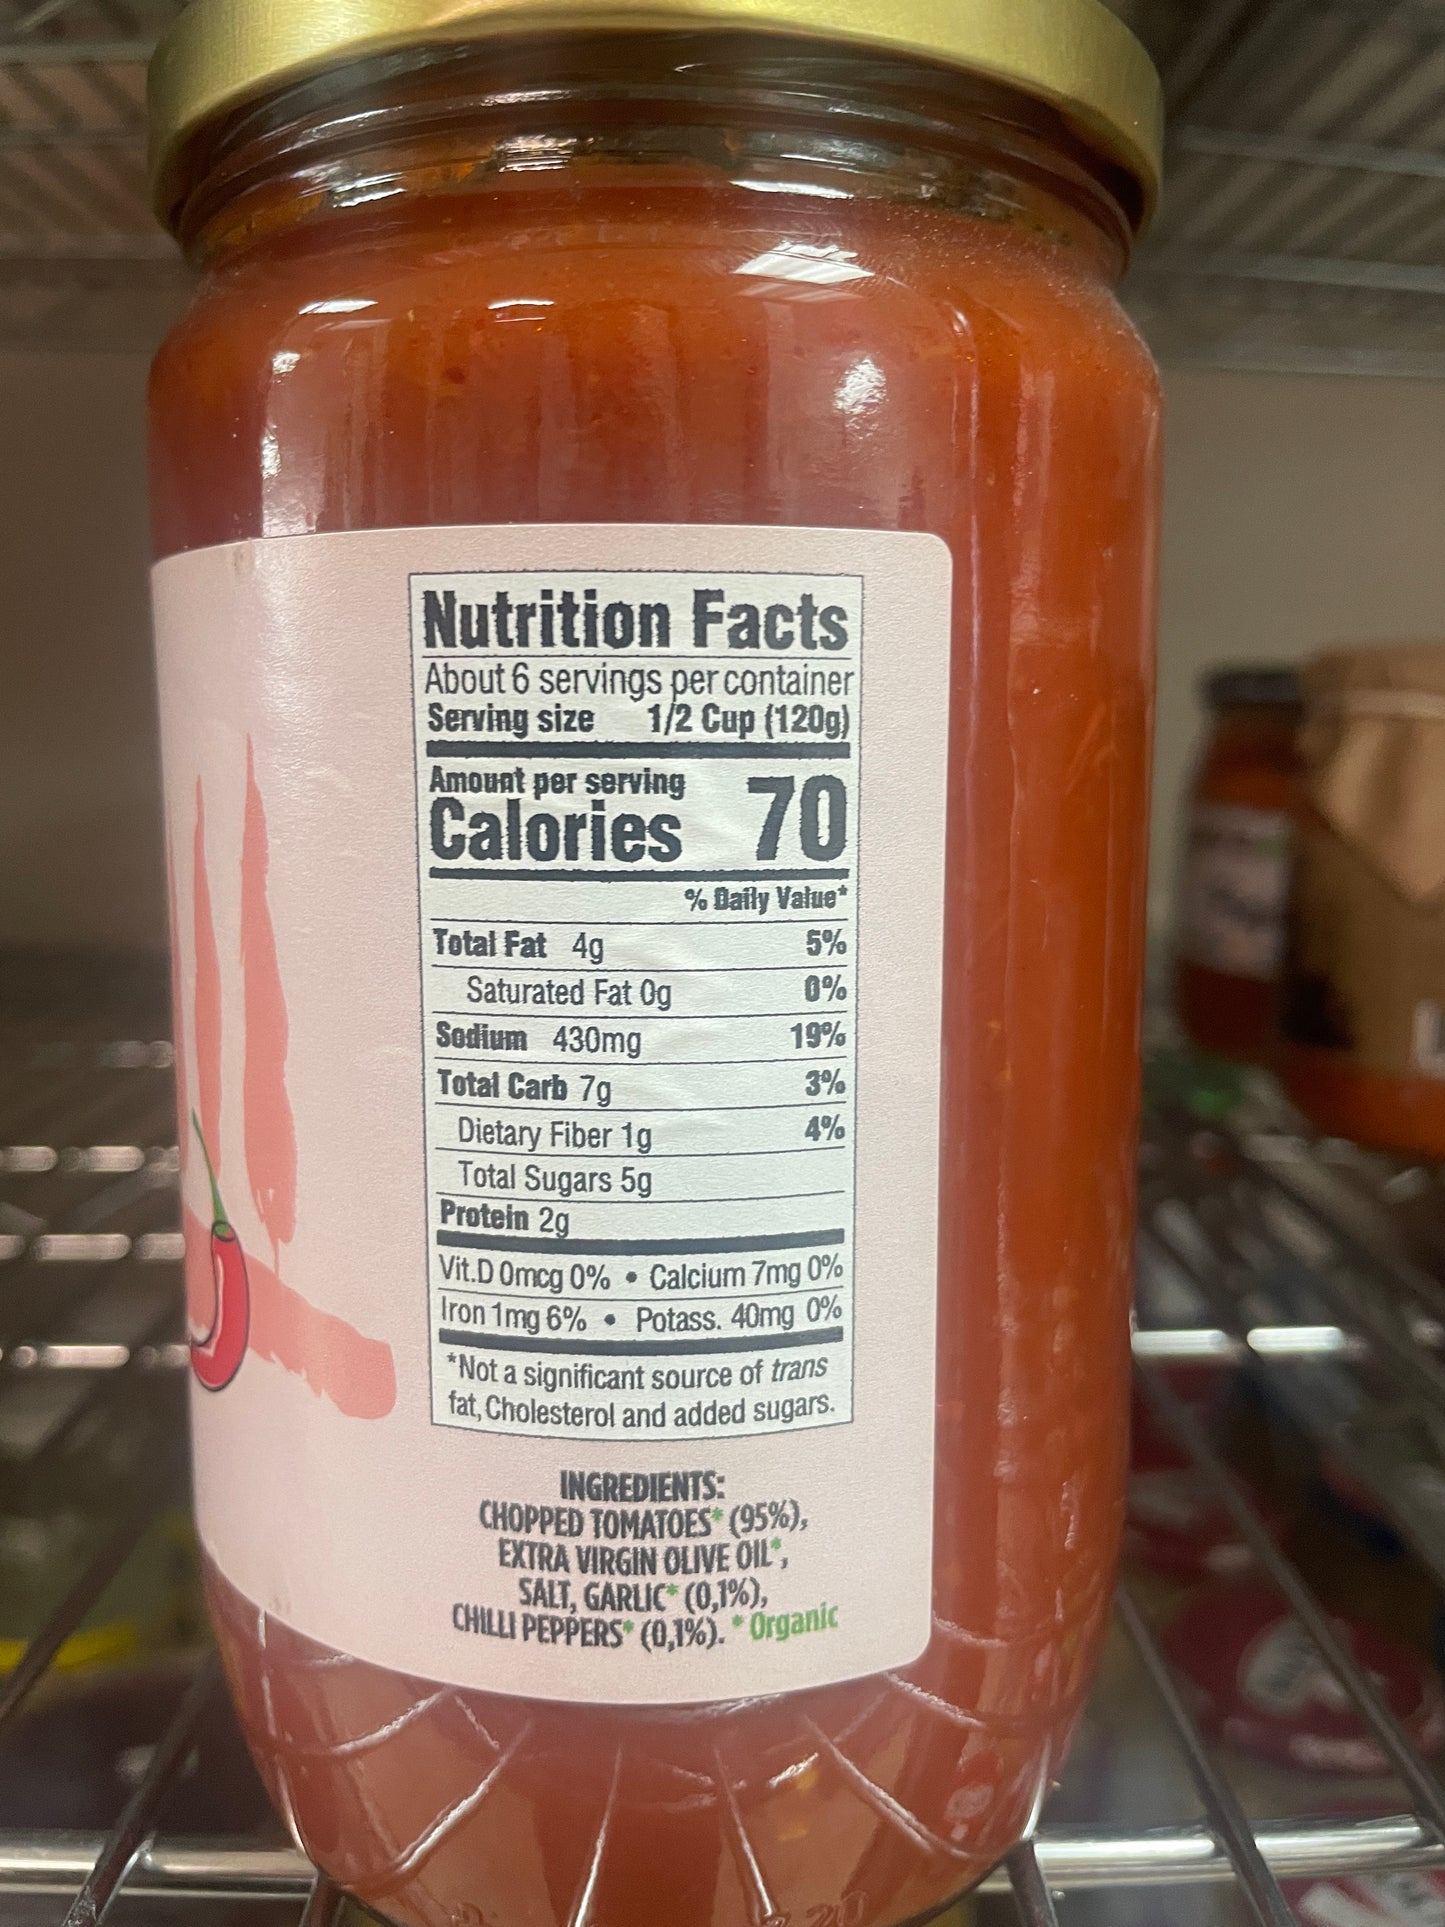 Nutrition Facts
About 6 servings per container
Serving size 1/2 Cup (120g)
Amount per serving
Calories 70
% Daily Value*
Total Fat 4g 5%
Saturated Fat 0g 0%
Sodium 430mg 19%
Total Carb 7g 3%
Dietary Fiber 1g 4%
Total Sugars 5g
Protein 2g
Vit.D 0mcg 0% • Calcium 7mg 0%
Iron 1mg 6% • Potass. 40mg 0%
*Not a significant source of trans
fat, Cholesterol and added sugars.
INGREDIENTS:
CHOPPED TOMATOES* (95%),
EXTRA VIRGIN OLIVE OIL*,
SALT, GARLIC* (0,1%),
CHILLI PEPPERS* (0,1%). *Organic